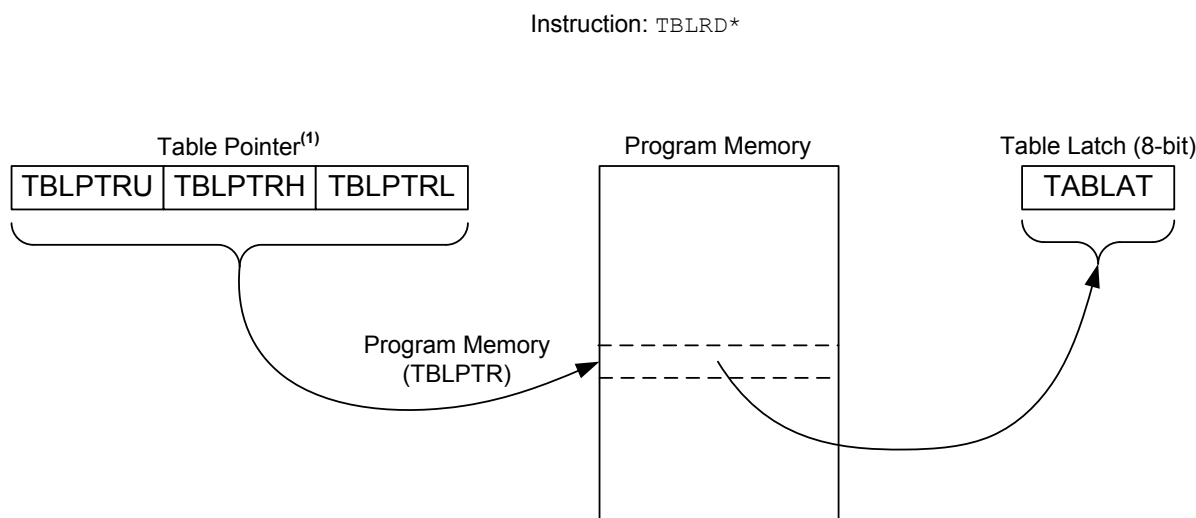 Instruction: TBLRD*
Table Pointer(1)
Program Memory
Table Latch (8-bit)
TBLPTRU TBLPTRH TBLPTRL
TABLAT
Program Memory
(TBLPTR)